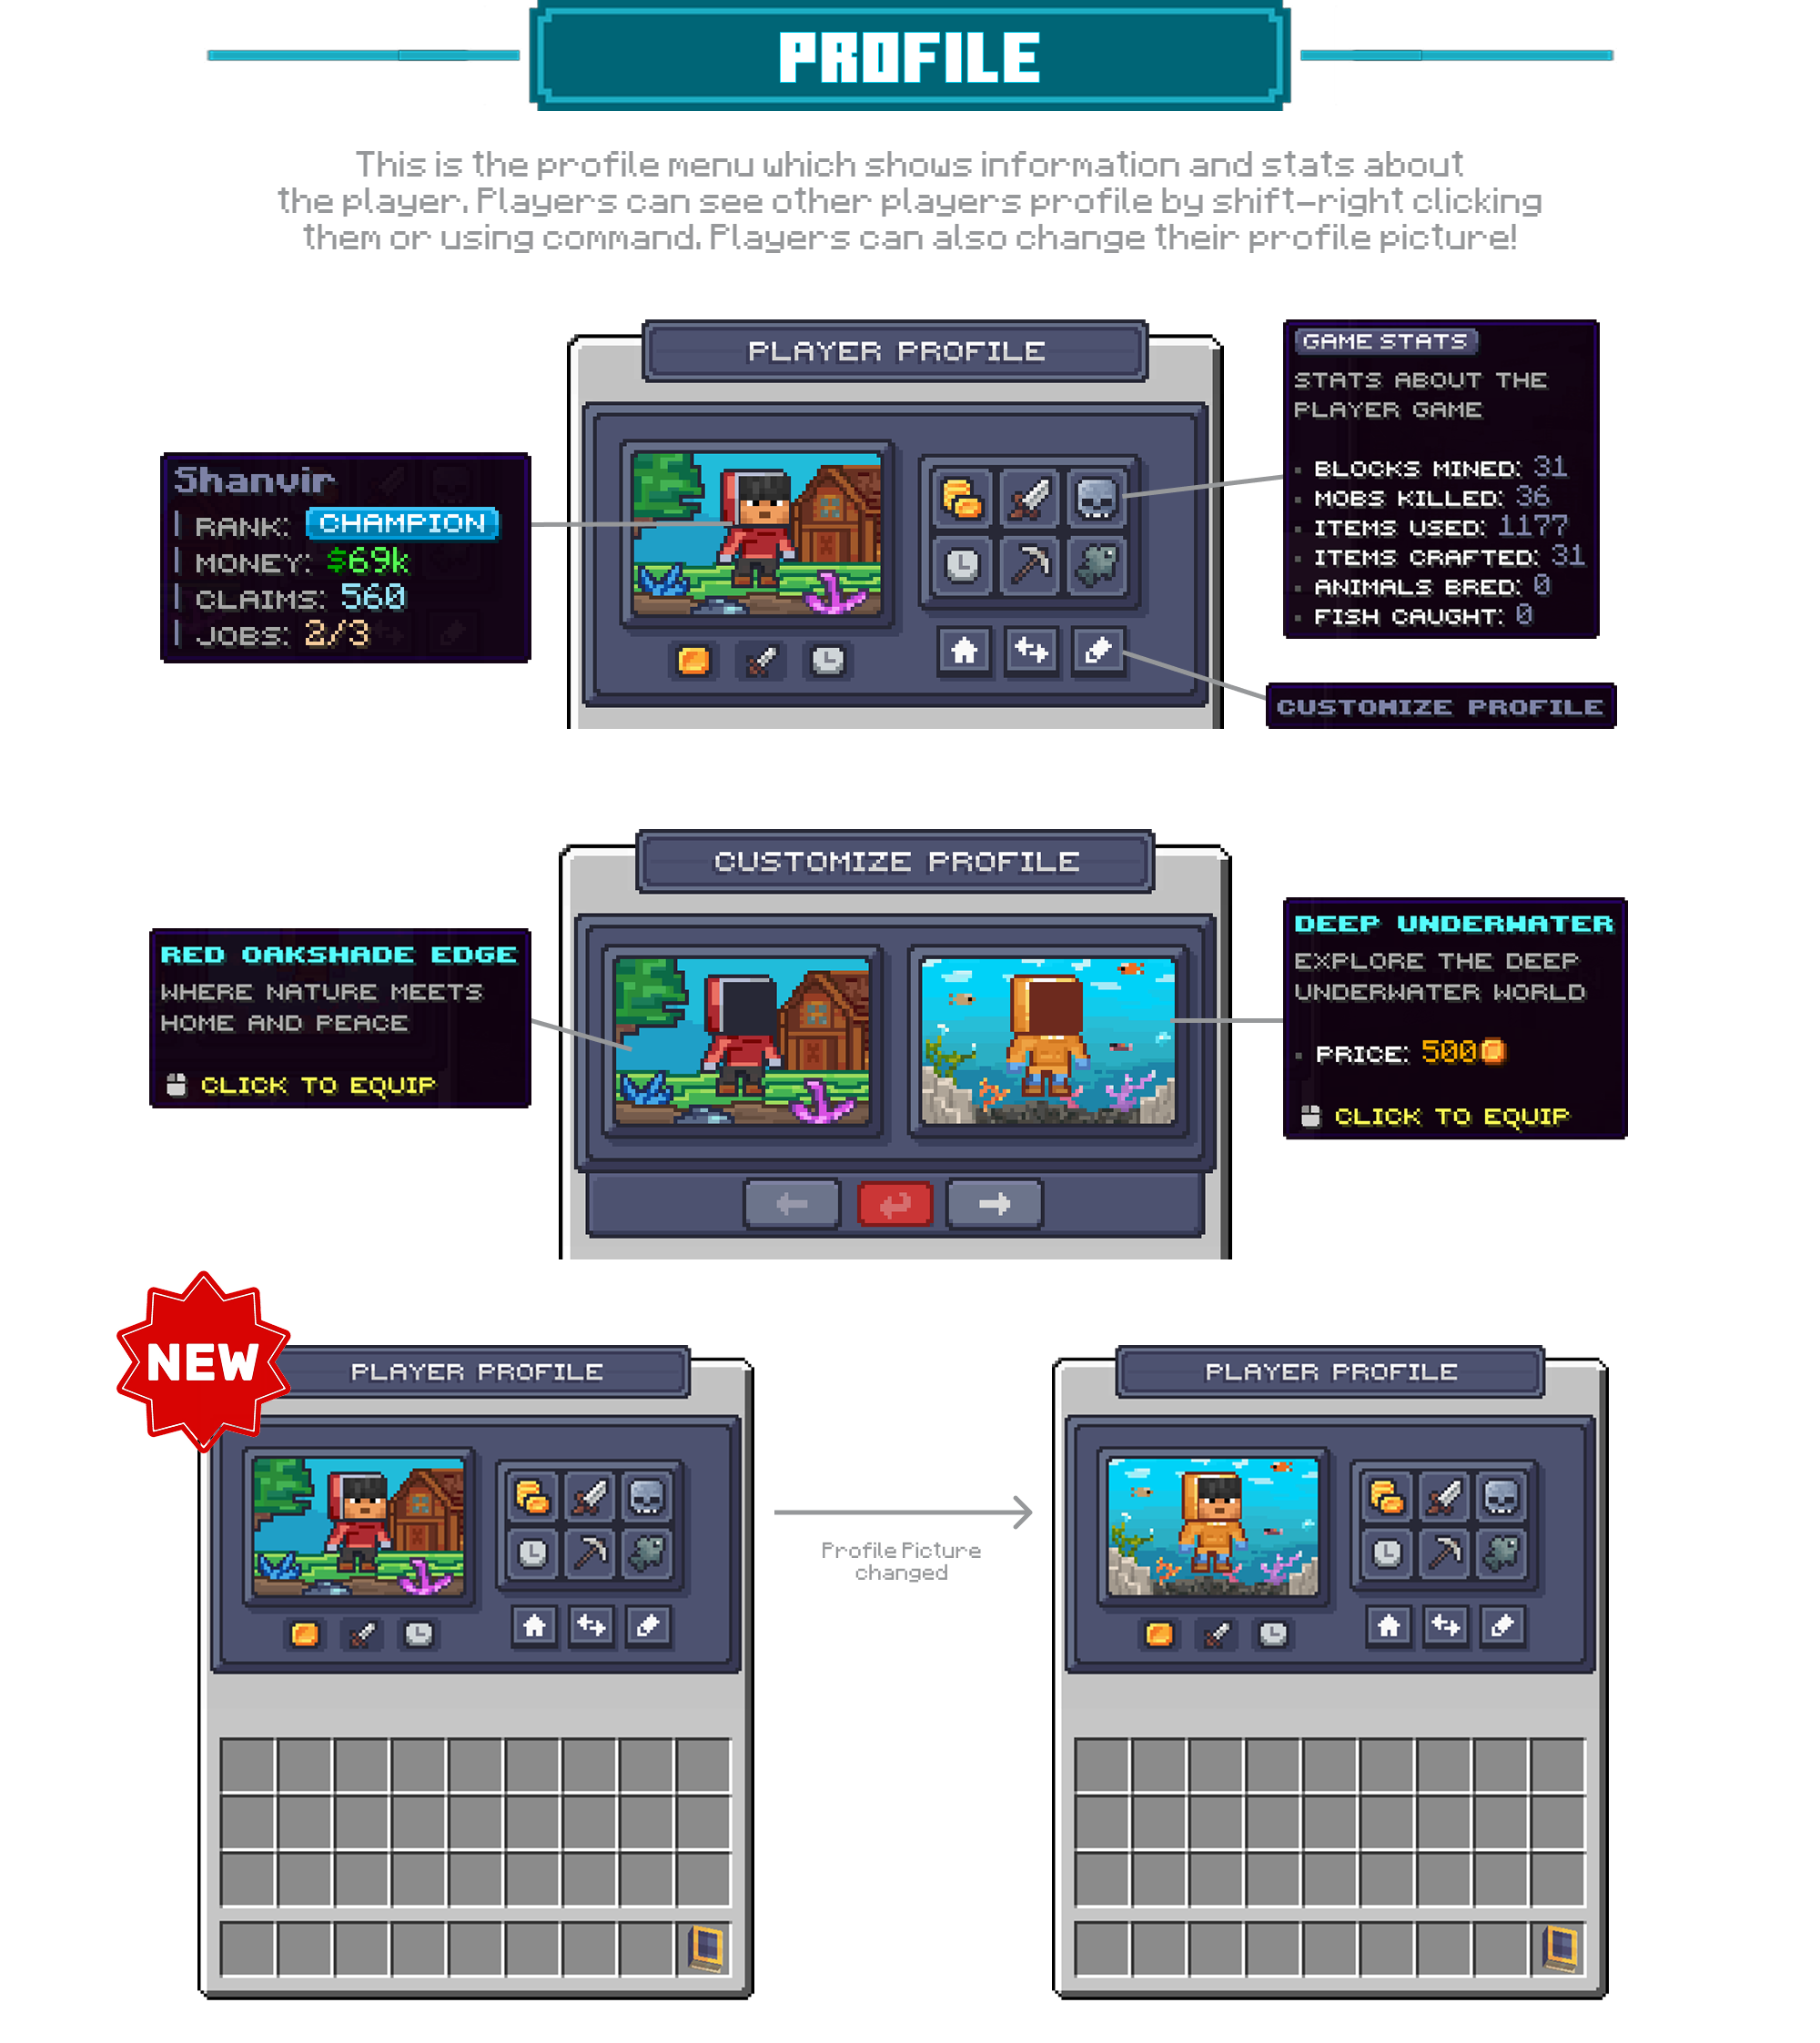 PROFILE
This is the profile menu which shows information and stats about
the player. Players can see other players profile by shift-right clicking
them or using command. Players can also change their profile picture!
PLAYER PROFILE
Shanvir
RANK: CHAMPION
MONEY: $69k
CLAIMS: 560
JOBS: 2/3
GAME STATS
STATS ABOUT THE
PLAYER GAME
▪ BLOCKS MINED: 31
▪ MOBS KILLED: 36
▪ ITEMS USED: 1177
▪ ITEMS CRAFTED: 31
▪ ANIMALS BRED: 0
▪ FISH CAUGHT: 0
CUSTOMIZE PROFILE
CUSTOMIZE PROFILE
RED OAKSHADE EDGE
WHERE NATURE MEETS
HOME AND PEACE
CLICK TO EQUIP
DEEP UNDERWATER
EXPLORE THE DEEP
UNDERWATER WORLD
▪ PRICE: 500
CLICK TO EQUIP
NEW
PLAYER PROFILE
Profile Picture
changed
PLAYER PROFILE